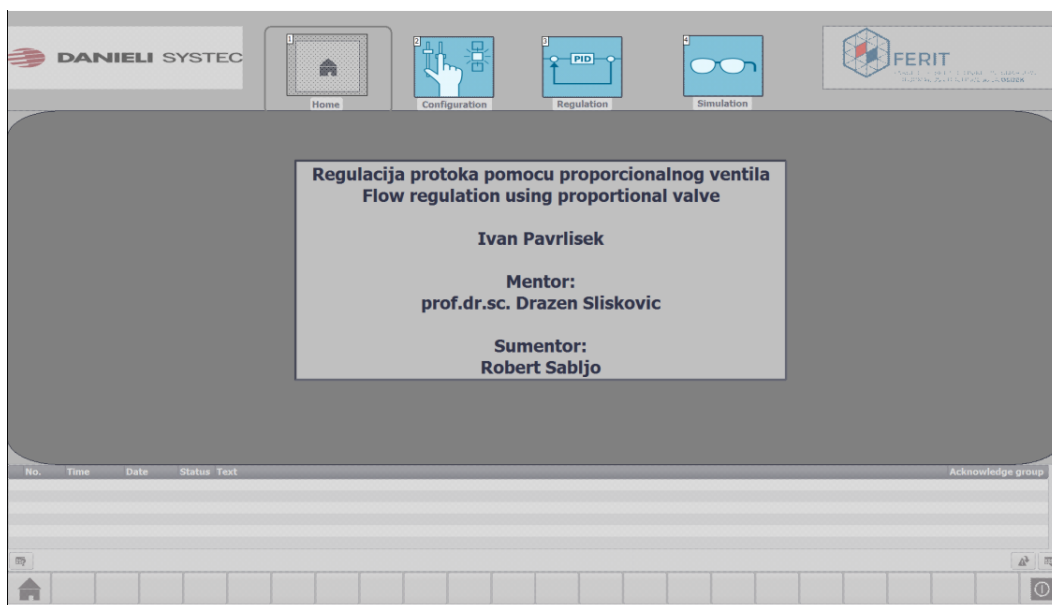 DANIELI SYSTEC
1
Home
2
Configuration
3
PID
Regulation
4
Simulation
FERIT
Regulacija protoka pomocu proporcionalnog ventila
Flow regulation using proportional valve
Ivan Pavrlisek
Mentor:
prof.dr.sc. Drazen Sliskovic
Sumentor:
Robert Sabljo
No. Time Date Status Text Acknowledge group